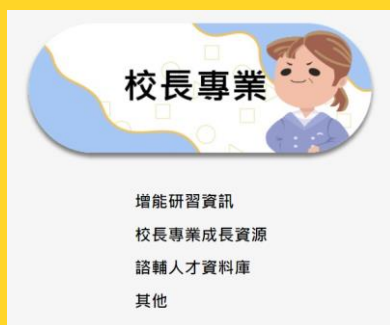 校長專業
增能研習資訊
校長專業成長資源
諮輔人才資料庫
其他